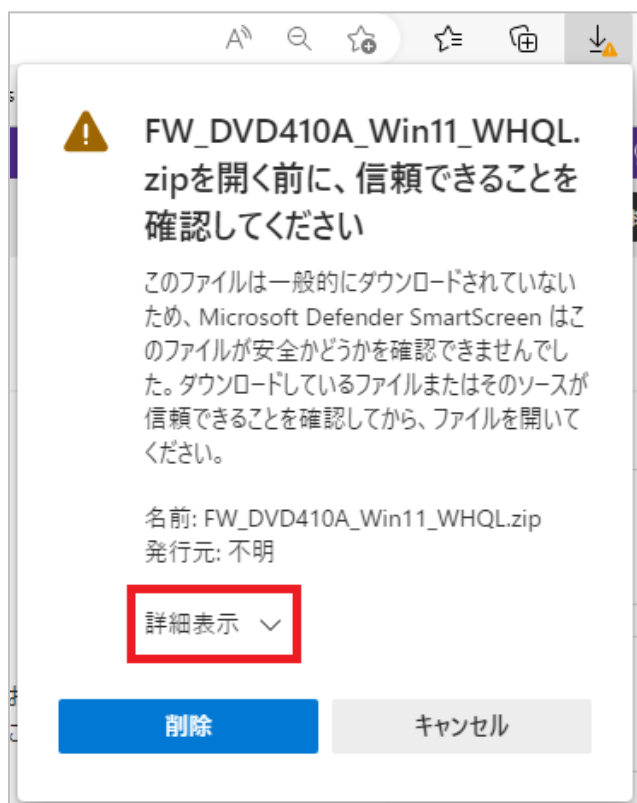 FW_DVD410A_Win11_WHQL.
zipを開く前に、信頼できることを
確認してください
このファイルは一般的にダウンロードされていない
ため、Microsoft Defender SmartScreen はこ
のファイルが安全かどうかを確認できませんでし
た。ダウンロードしているファイルまたはそのソースが
信頼できることを確認してから、ファイルを開いて
ください。
名前: FW_DVD410A_Win11_WHQL.zip
発行元: 不明
詳細表示
削除
キャンセル